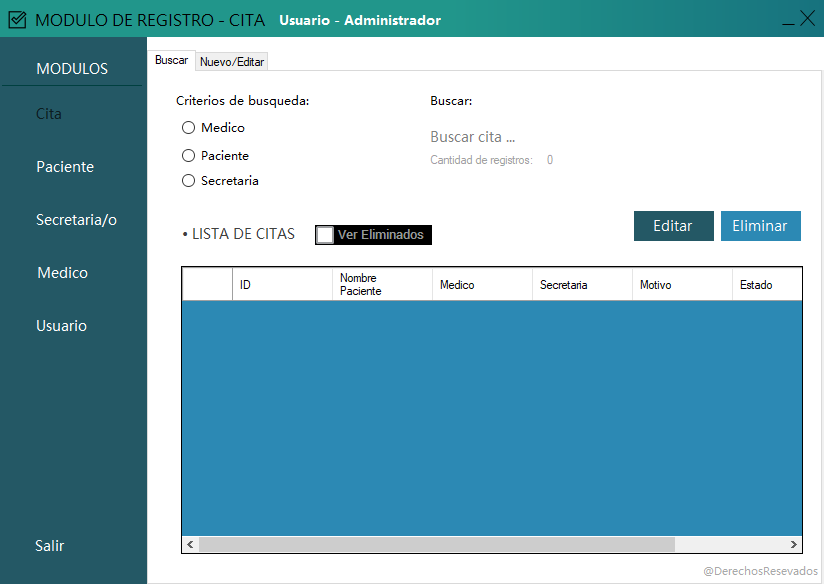 MODULO DE REGISTRO - CITA Usuario - Administrador
MODULOS
Cita
Paciente
Secretaria/o
Medico
Usuario
Salir
Buscar Nuevo/Editar
Criterios de busqueda:
Medico
Paciente
Secretaria
Buscar:
Buscar cita ...
Cantidad de registros: 0
• LISTA DE CITAS
Ver Eliminados
Editar Eliminar
ID Nombre Paciente Medico Secretaria Motivo Estado
@DerechosResevados